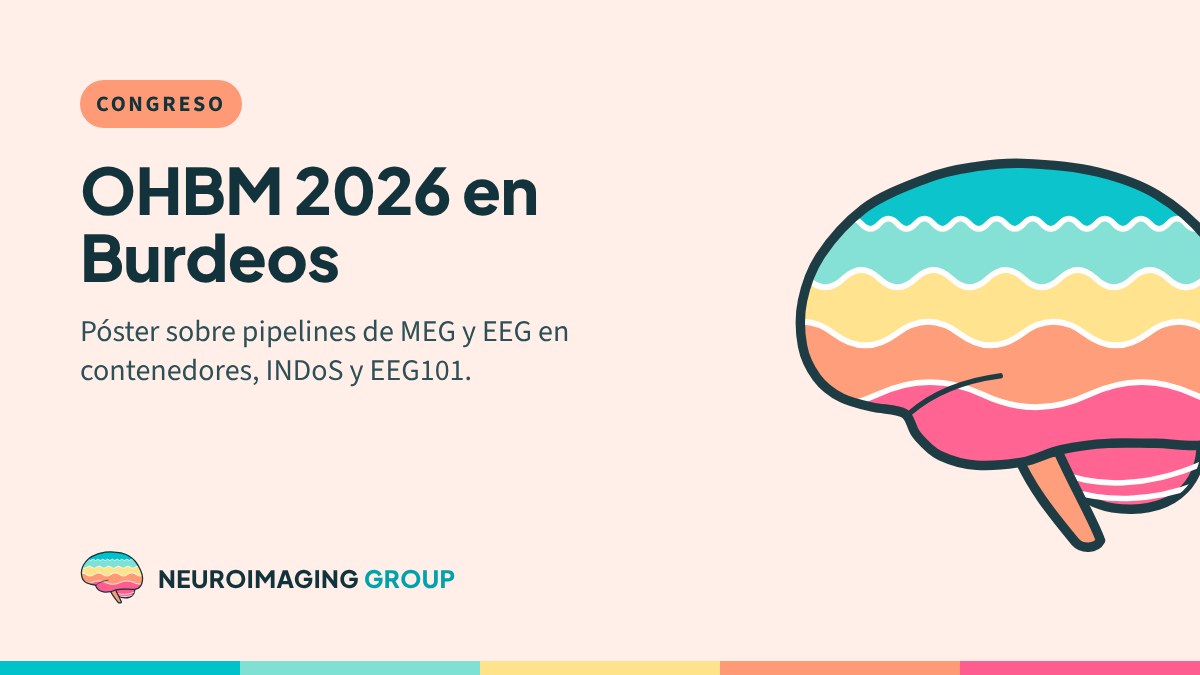 CONGRESO
OHBM 2026 en
Burdeos
Póster sobre pipelines de MEG y EEG en
contenedores, INDoS y EEG101.
NEUROIMAGING GROUP